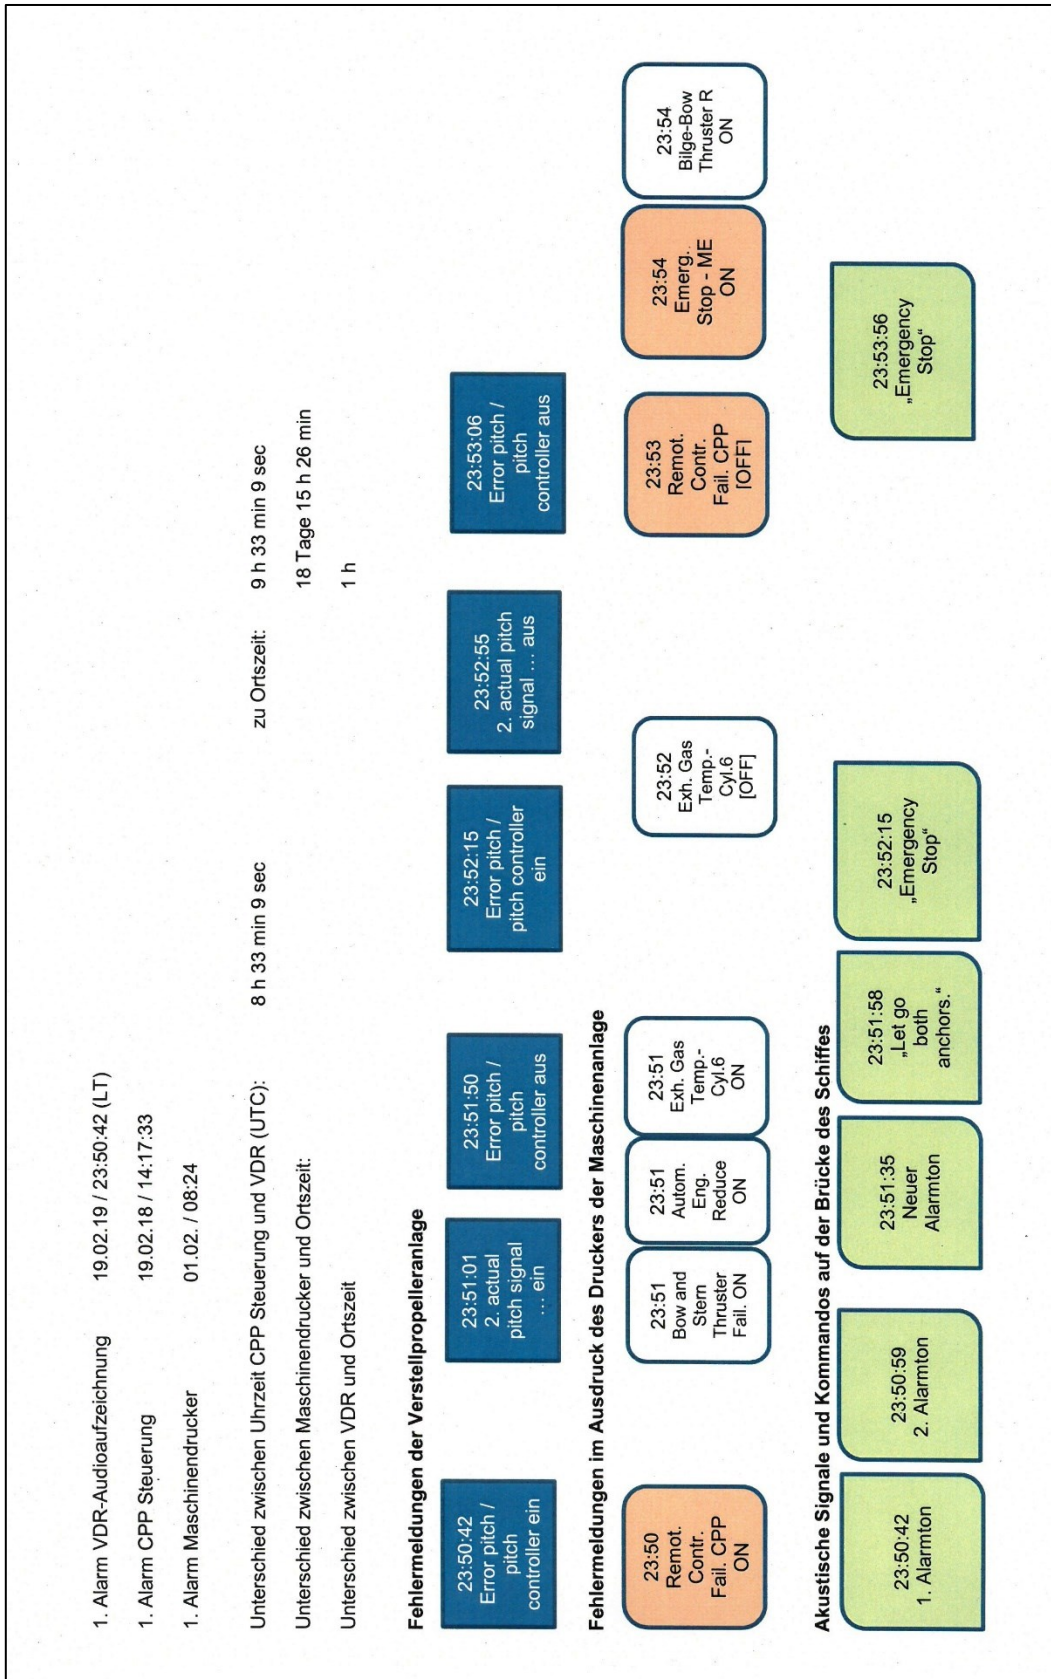 1. Alarm VDR-Audioaufzeichnung 19.02.19 / 23:50:42 (LT)
1. Alarm CPP Steuerung 19.02.18 / 14:17:33
1. Alarm Maschinendrucker 01.02. / 08:24
Unterschied zwischen Uhrzeit CPP Steuerung und VDR (UTC): 8 h 33 min 9 sec zu Ortszeit: 9 h 33 min 9 sec
Unterschied zwischen Maschinendrucker und Ortszeit: 18 Tage 15 h 26 min
Unterschied zwischen VDR und Ortszeit 1 h
Fehlermeldungen der Verstellpropelleranlage
23:50:42
Error pitch /
pitch
controller ein
23:51:01
2. actual
pitch signal
... ein
23:51:50
Error pitch /
pitch
controller aus
23:52:15
Error pitch /
pitch controller
ein
23:52:55
2. actual pitch
signal ... aus
23:53:06
Error pitch /
pitch
controller aus
Fehlermeldungen im Ausdruck des Druckers der Maschinenanlage
23:50
Remot.
Contr.
Fail. CPP
ON
23:51
Bow and
Stern
Thruster
Fail. ON
23:51
Autom.
Eng.
Reduce
ON
23:51
Exh. Gas
Temp.-
Cyl.6
ON
23:52
Exh. Gas
Temp.-
Cyl.6
[OFF]
23:53
Remot.
Contr.
Fail. CPP
[OFF]
23:54
Emerg.
Stop - ME
ON
23:54
Bilge-Bow
Thruster R
ON
Akustische Signale und Kommandos auf der Brücke des Schiffes
23:50:42
1. Alarmton
23:50:59
2. Alarmton
23:51:35
Neuer
Alarmton
23:51:58
„Let go
both
anchors.“
23:52:15
„Emergency
Stop“
23:53:56
„Emergency
Stop“